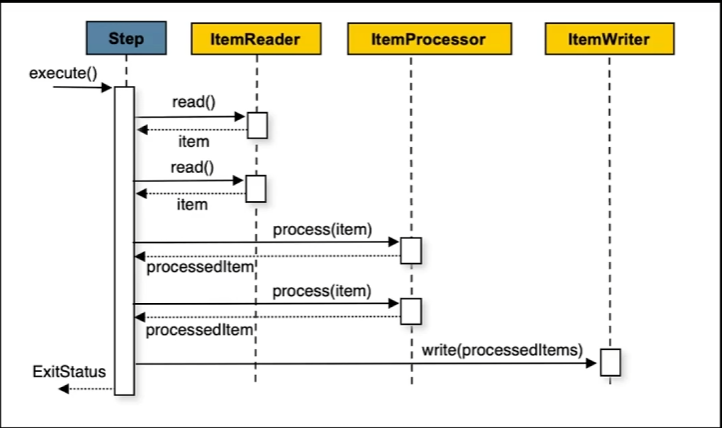 Step
ItemReader
ItemProcessor
ItemWriter
execute()
read()
item
read()
item
process(item)
processedItem
process(item)
processedItem
write(processedItems)
ExitStatus